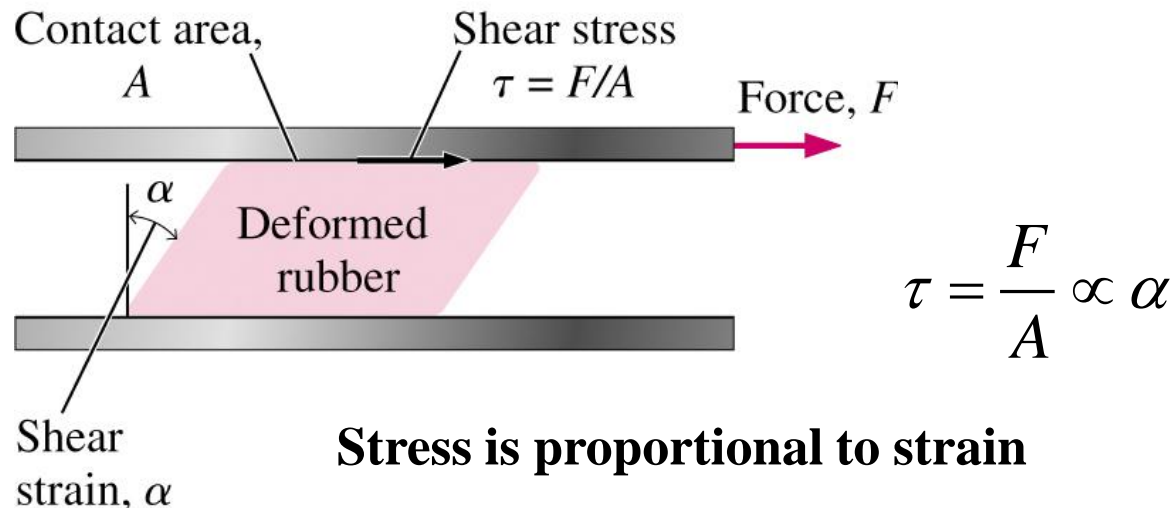 Contact area,
A
Shear stress
τ = F/A
Force, F
α
Deformed
rubber
τ = F/A ∝ α
Shear
strain, α
Stress is proportional to strain